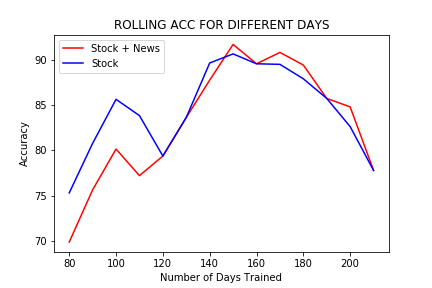 ROLLING ACC FOR DIFFERENT DAYS
Stock + News
Stock
90
85
80
75
70
Accuracy
80 100 120 140 160 180 200
Number of Days Trained